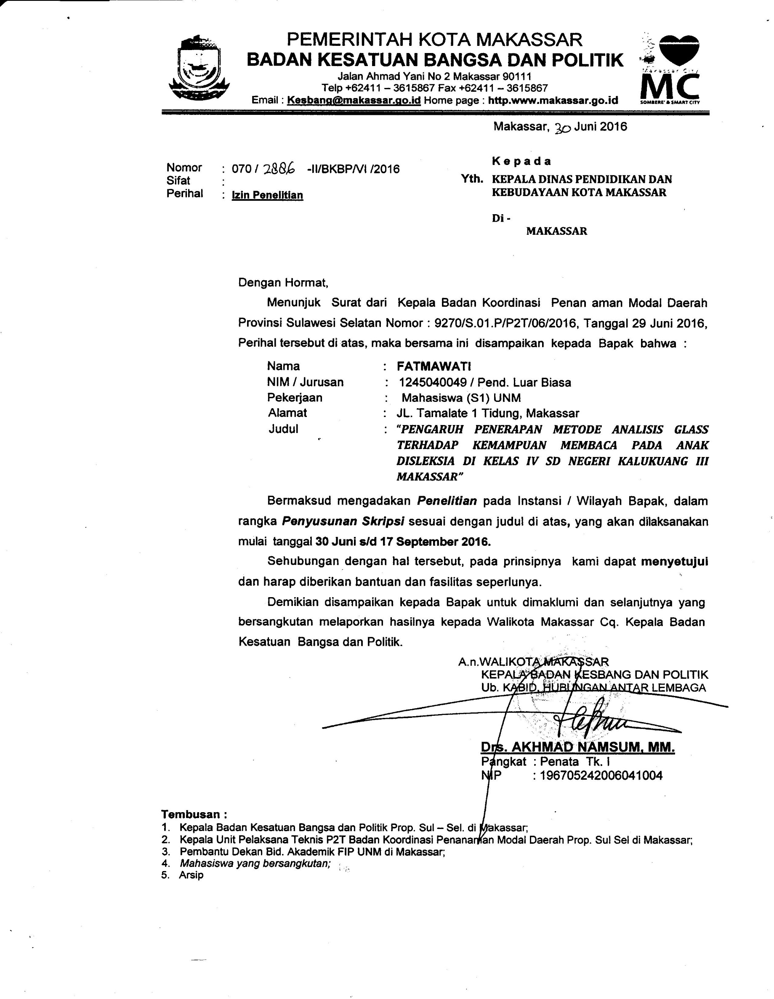 PEMERINTAH KOTA MAKASSAR
BADAN KESATUAN BANGSA DAN POLITIK
Jalan Ahmad Yani No 2 Makassar 90111
Telp +62411 – 3615867 Fax +62411 – 3615867
Email : Kesbang@makassar.go.id Home page : http.www.makassar.go.id
Makassar City
MC
SOMBERE' & SMART CITY
Makassar, 30 Juni 2016
Nomor : 070 / 2886 -II/BKBP/VI /2016
Sifat :
Perihal : Izin Penelitian
Kepada
Yth. KEPALA DINAS PENDIDIKAN DAN
KEBUDAYAAN KOTA MAKASSAR
Di -
MAKASSAR
Dengan Hormat,
Menunjuk Surat dari Kepala Badan Koordinasi Penan aman Modal Daerah
Provinsi Sulawesi Selatan Nomor : 9270/S.01.P/P2T/06/2016, Tanggal 29 Juni 2016,
Perihal tersebut di atas, maka bersama ini disampaikan kepada Bapak bahwa :
Nama : FATMAWATI
NIM / Jurusan : 1245040049 / Pend. Luar Biasa
Pekerjaan : Mahasiswa (S1) UNM
Alamat : JL. Tamalate 1 Tidung, Makassar
Judul : "PENGARUH PENERAPAN METODE ANALISIS GLASS
TERHADAP KEMAMPUAN MEMBACA PADA ANAK
DISLEKSIA DI KELAS IV SD NEGERI KALUKUANG III
MAKASSAR"
Bermaksud mengadakan Penelitian pada Instansi / Wilayah Bapak, dalam
rangka Penyusunan Skripsi sesuai dengan judul di atas, yang akan dilaksanakan
mulai tanggal 30 Juni s/d 17 September 2016.
Sehubungan dengan hal tersebut, pada prinsipnya kami dapat menyetujui
dan harap diberikan bantuan dan fasilitas seperlunya.
Demikian disampaikan kepada Bapak untuk dimaklumi dan selanjutnya yang
bersangkutan melaporkan hasilnya kepada Walikota Makassar Cq. Kepala Badan
Kesatuan Bangsa dan Politik.
A.n.WALIKOTA MAKASSAR
KEPALA BADAN KESBANG DAN POLITIK
Ub. KABID. HUBUNGAN ANTAR LEMBAGA
Drs. AKHMAD NAMSUM, MM.
Pangkat : Penata Tk. I
NIP : 196705242006041004
Tembusan :
1. Kepala Badan Kesatuan Bangsa dan Politik Prop. Sul – Sel. di Makassar;
2. Kepala Unit Pelaksana Teknis P2T Badan Koordinasi Penanaman Modal Daerah Prop. Sul Sel di Makassar;
3. Pembantu Dekan Bid. Akademik FIP UNM di Makassar;
4. Mahasiswa yang bersangkutan;
5. Arsip